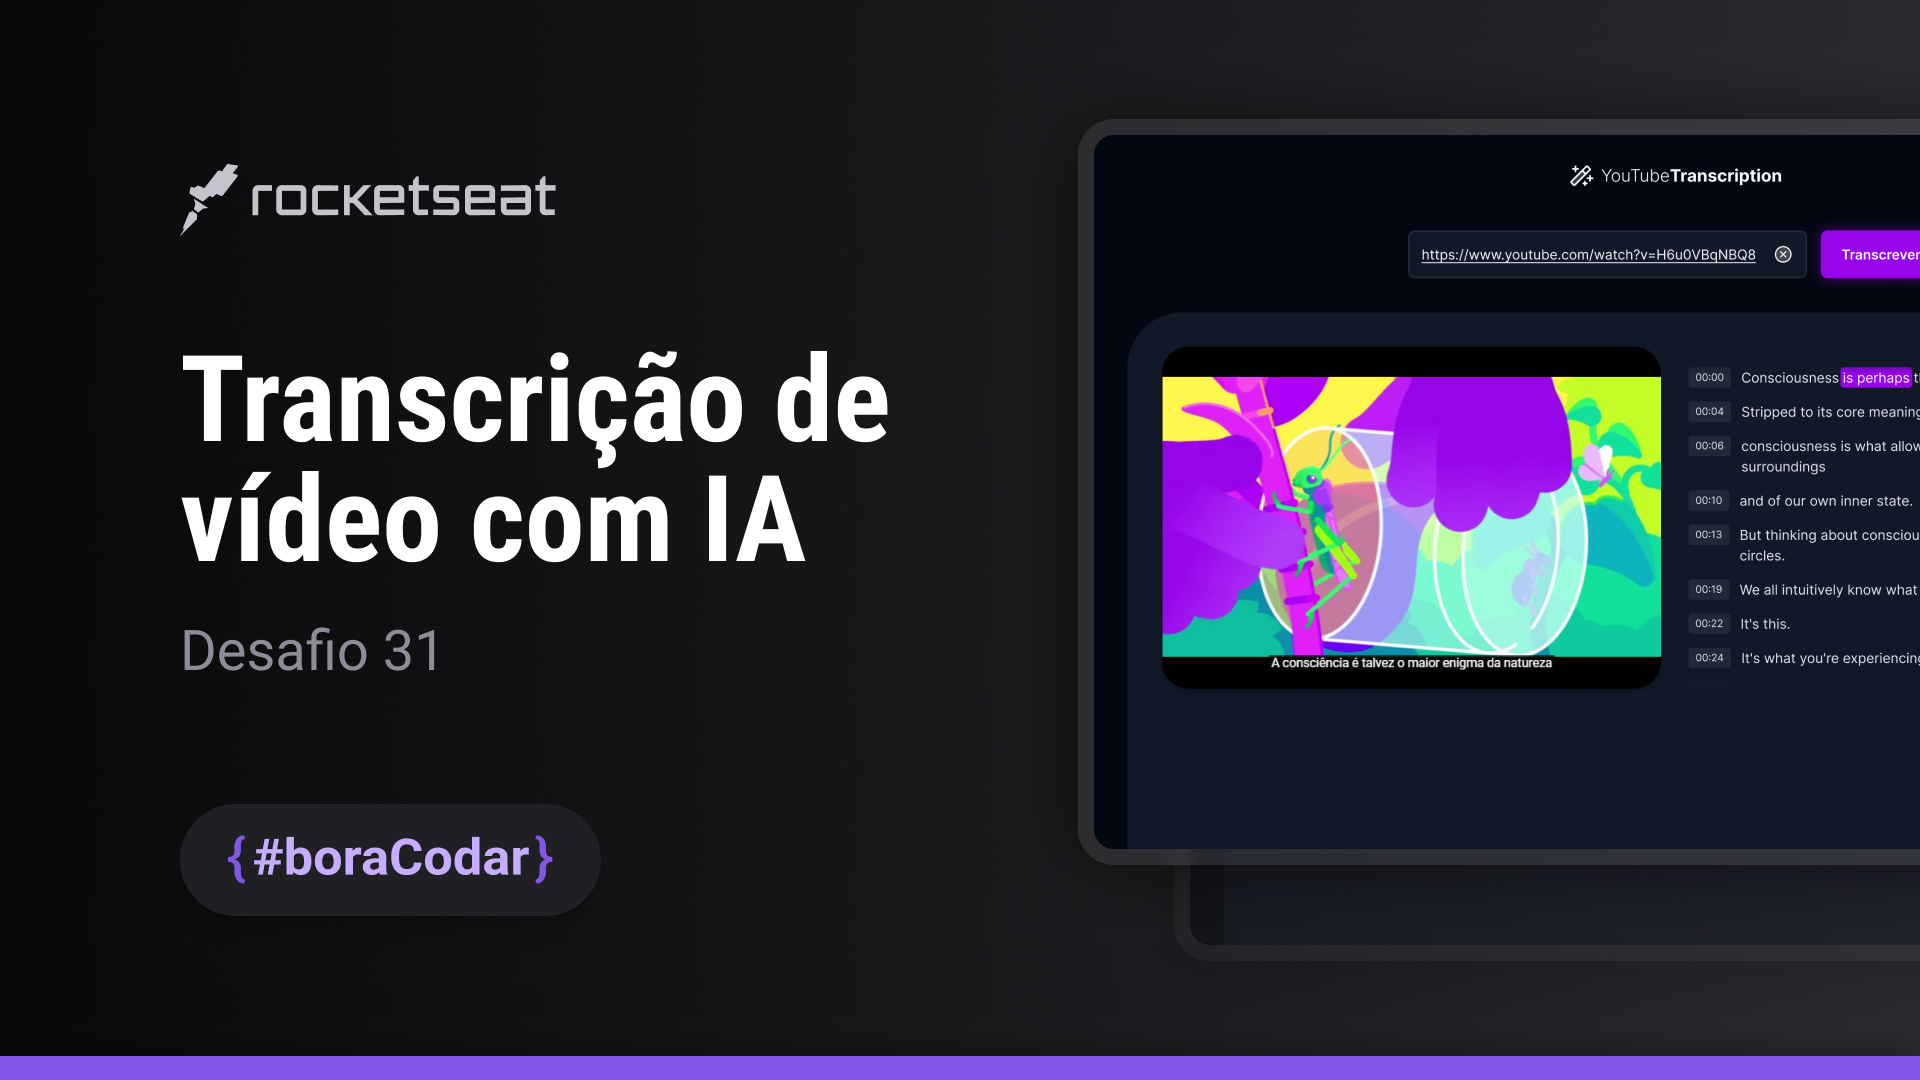 rocketseat
Transcrição de
vídeo com IA
Desafio 31
{#boraCodar}
YouTubeTranscription
https://www.youtube.com/watch?v=H6u0VBqNBQ8
Transcrever
A consciência é talvez o maior enigma da natureza
00:00 Consciousness is perhaps
00:04 Stripped to its core meaning
00:06 consciousness is what
surroundings
00:10 and of our own inner state.
00:13 But thinking about
circles.
00:19 We all intuitively know what
00:22 It's this.
00:24 It's what you're experiencing